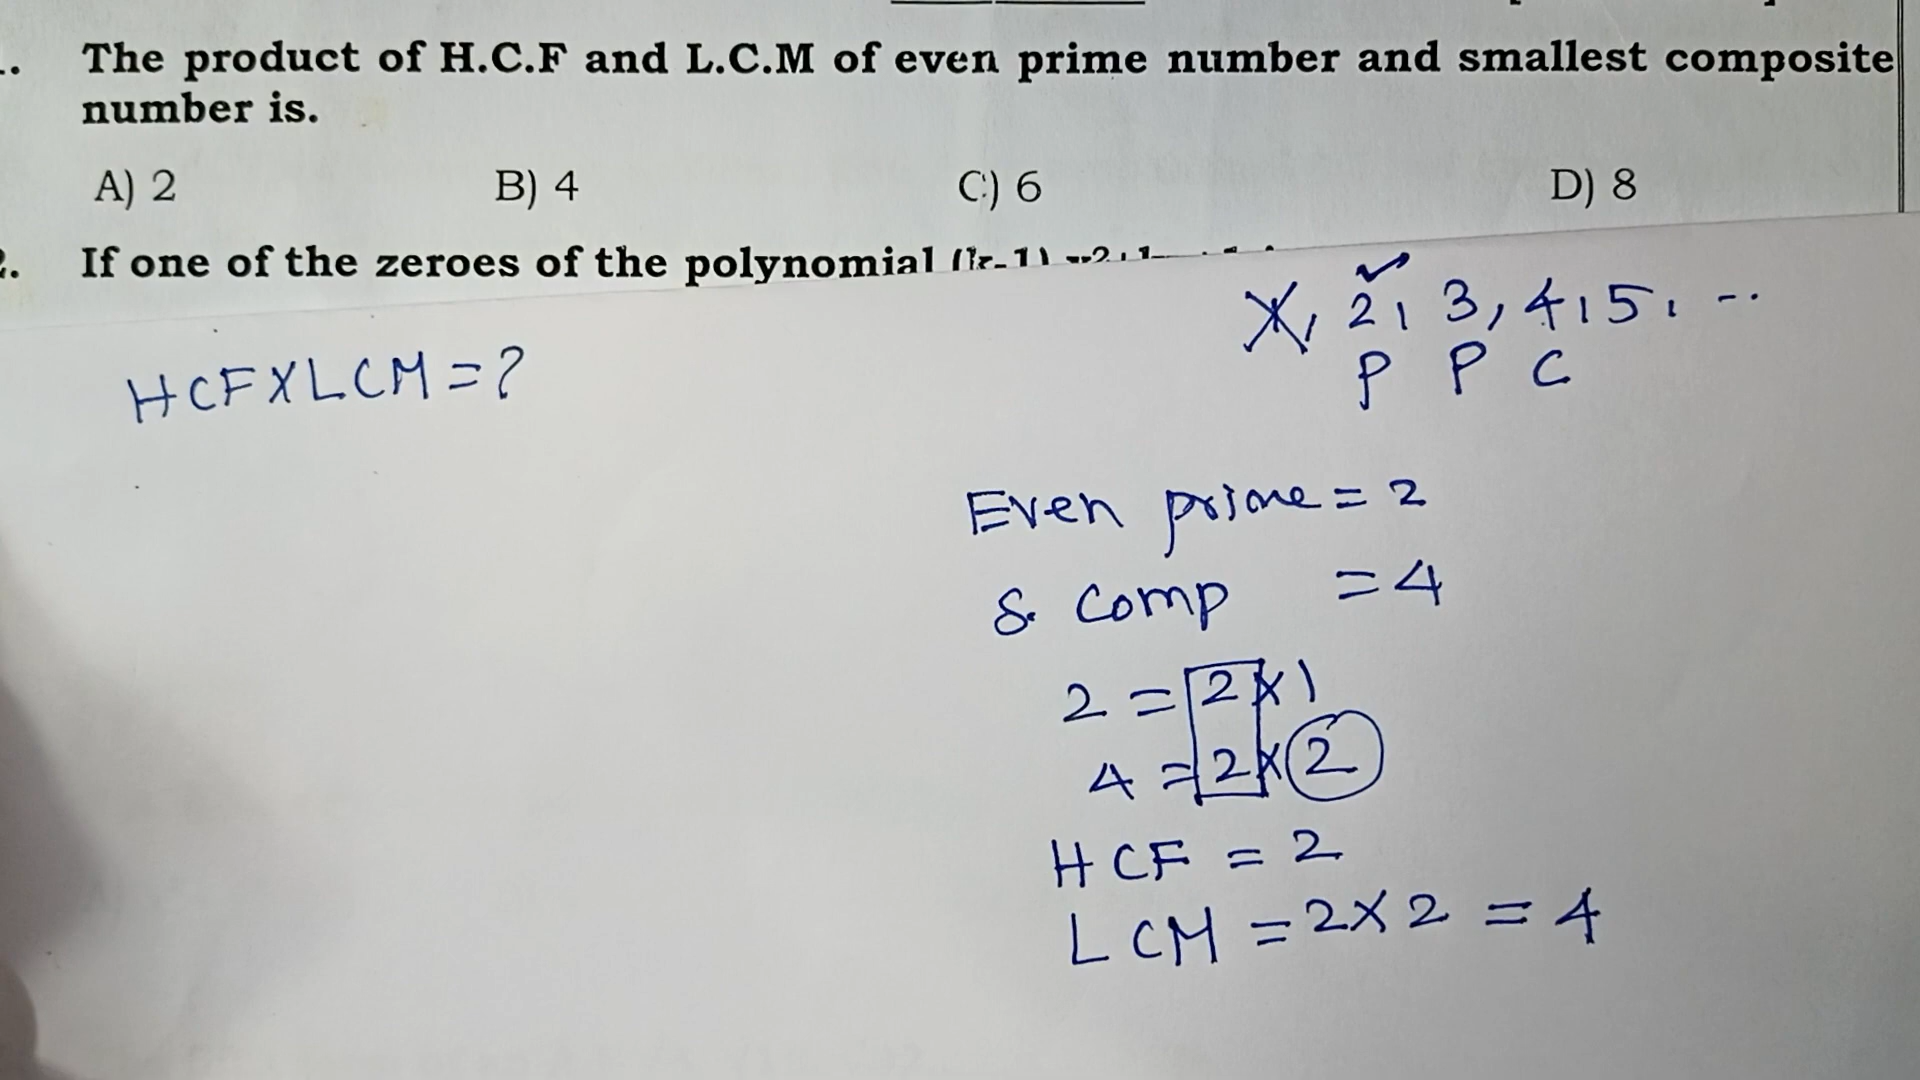 The product of H.C.F and L.C.M of even prime number and smallest composite
number is.
A) 2 B) 4 C) 6 D) 8
If one of the zeroes of the polynomial (k-1)
X, 2, 3, 4, 5, ...
P P C
HCF X LCM = ?
Even prime = 2
S. Comp = 4
2 = 2 x 1
4 = 2 x 2
HCF = 2
LCM = 2 x 2 = 4